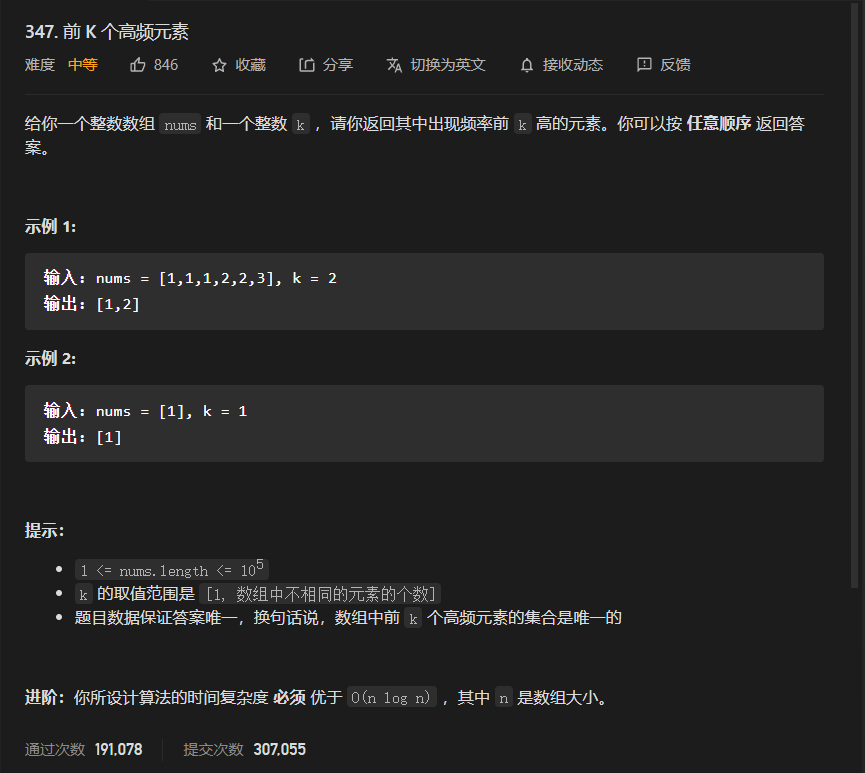 347. 前 K 个高频元素
难度 中等 846 收藏 分享 切换为英文 接收动态 反馈
给你一个整数数组 nums 和一个整数 k ，请你返回其中出现频率前 k 高的元素。你可以按 任意顺序 返回答
案。
示例 1:
输入: nums = [1,1,1,2,2,3], k = 2
输出: [1,2]
示例 2:
输入: nums = [1], k = 1
输出: [1]
提示：
• 1 <= nums.length <= 10⁵
• k 的取值范围是 [1, 数组中不相同的元素的个数]
• 题目数据保证答案唯一，换句话说，数组中前 k 个高频元素的集合是唯一的
进阶：你所设计算法的时间复杂度 必须 优于 O(n log n) ，其中 n 是数组大小。
通过次数 191,078 提交次数 307,055